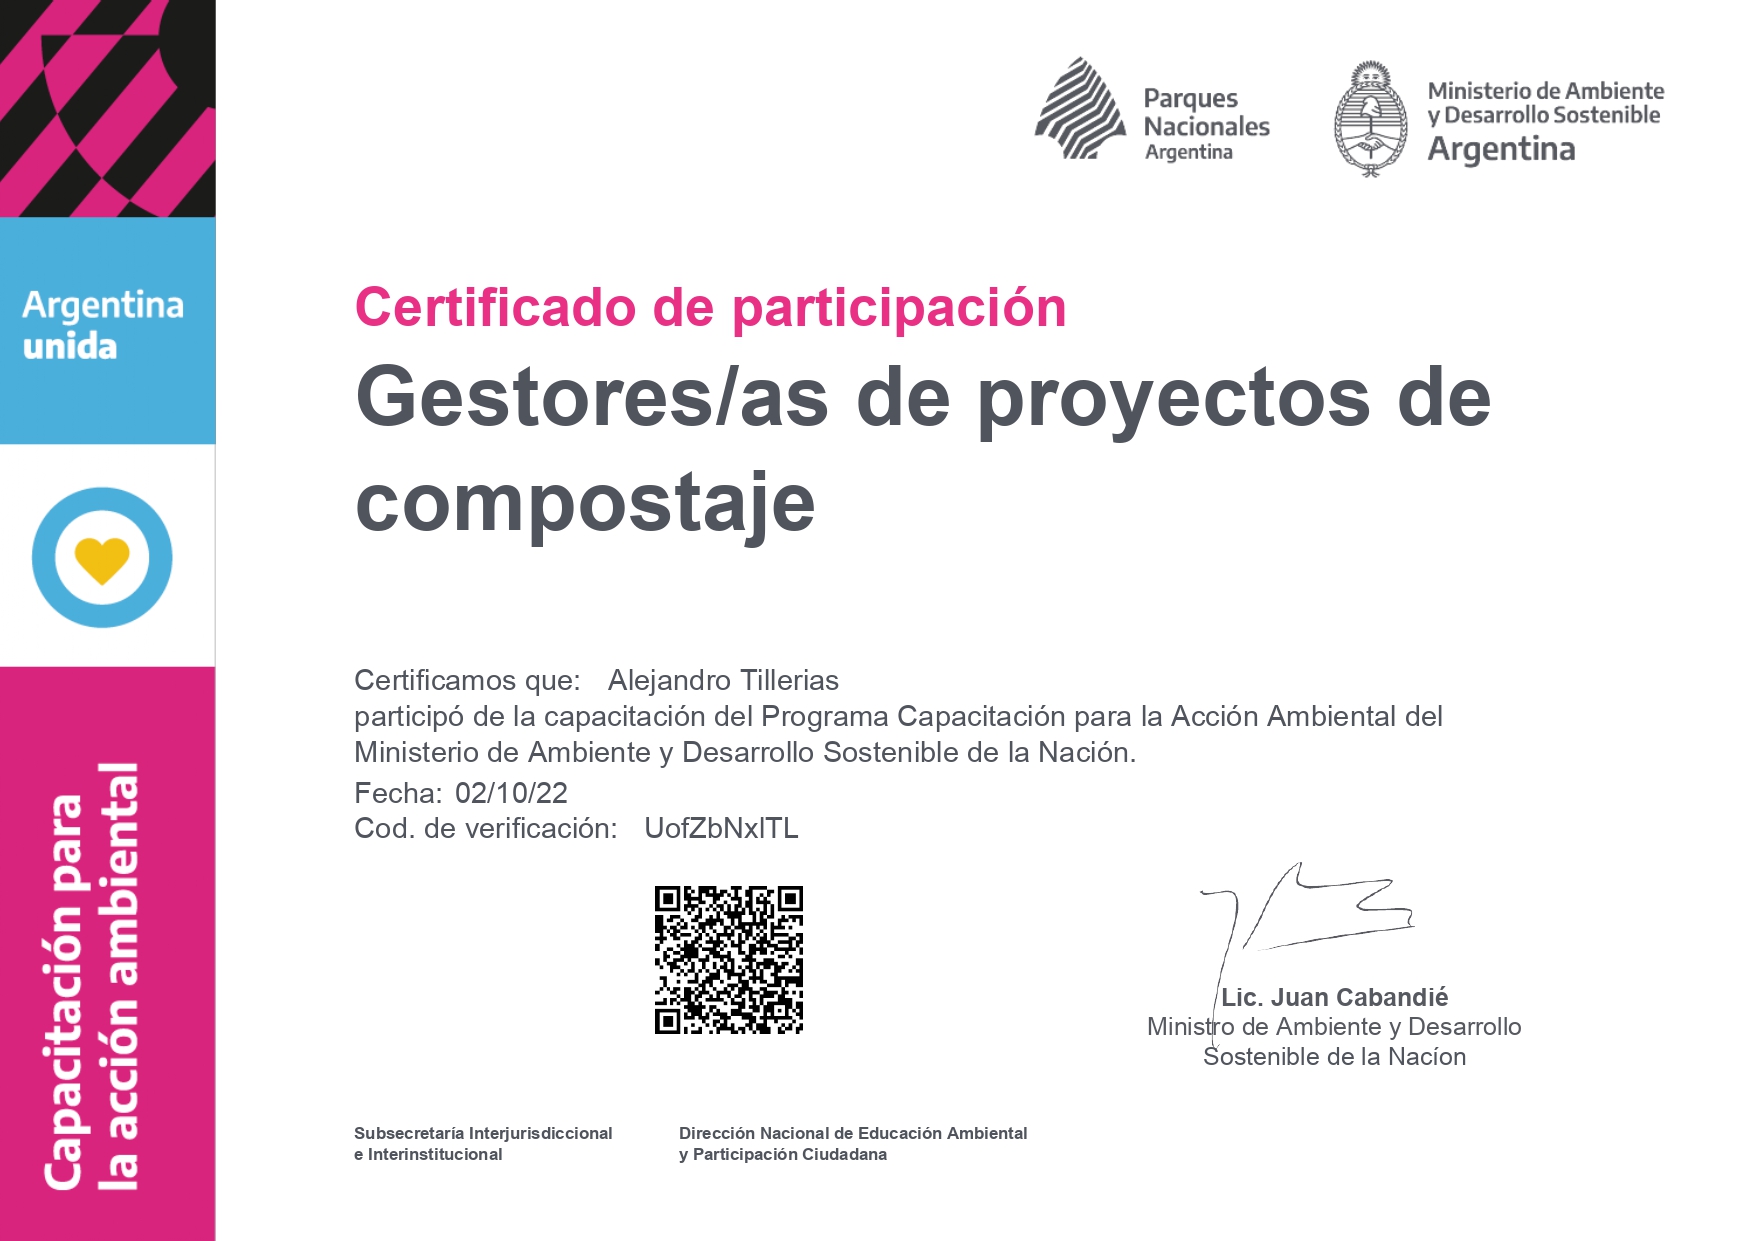 Parques
Nacionales
Argentina
Ministerio de Ambiente
y Desarrollo Sostenible
Argentina
Argentina
unida
Certificado de participación
Gestores/as de proyectos de
compostaje
Certificamos que: Alejandro Tillerias
participó de la capacitación del Programa Capacitación para la Acción Ambiental del
Ministerio de Ambiente y Desarrollo Sostenible de la Nación.
Fecha: 02/10/22
Cod. de verificación: UofZbNxlTL
Capacitación para
la acción ambiental
Lic. Juan Cabandié
Ministro de Ambiente y Desarrollo
Sostenible de la Nacíon
Subsecretaría Interjurisdiccional
e Interinstitucional
Dirección Nacional de Educación Ambiental
y Participación Ciudadana